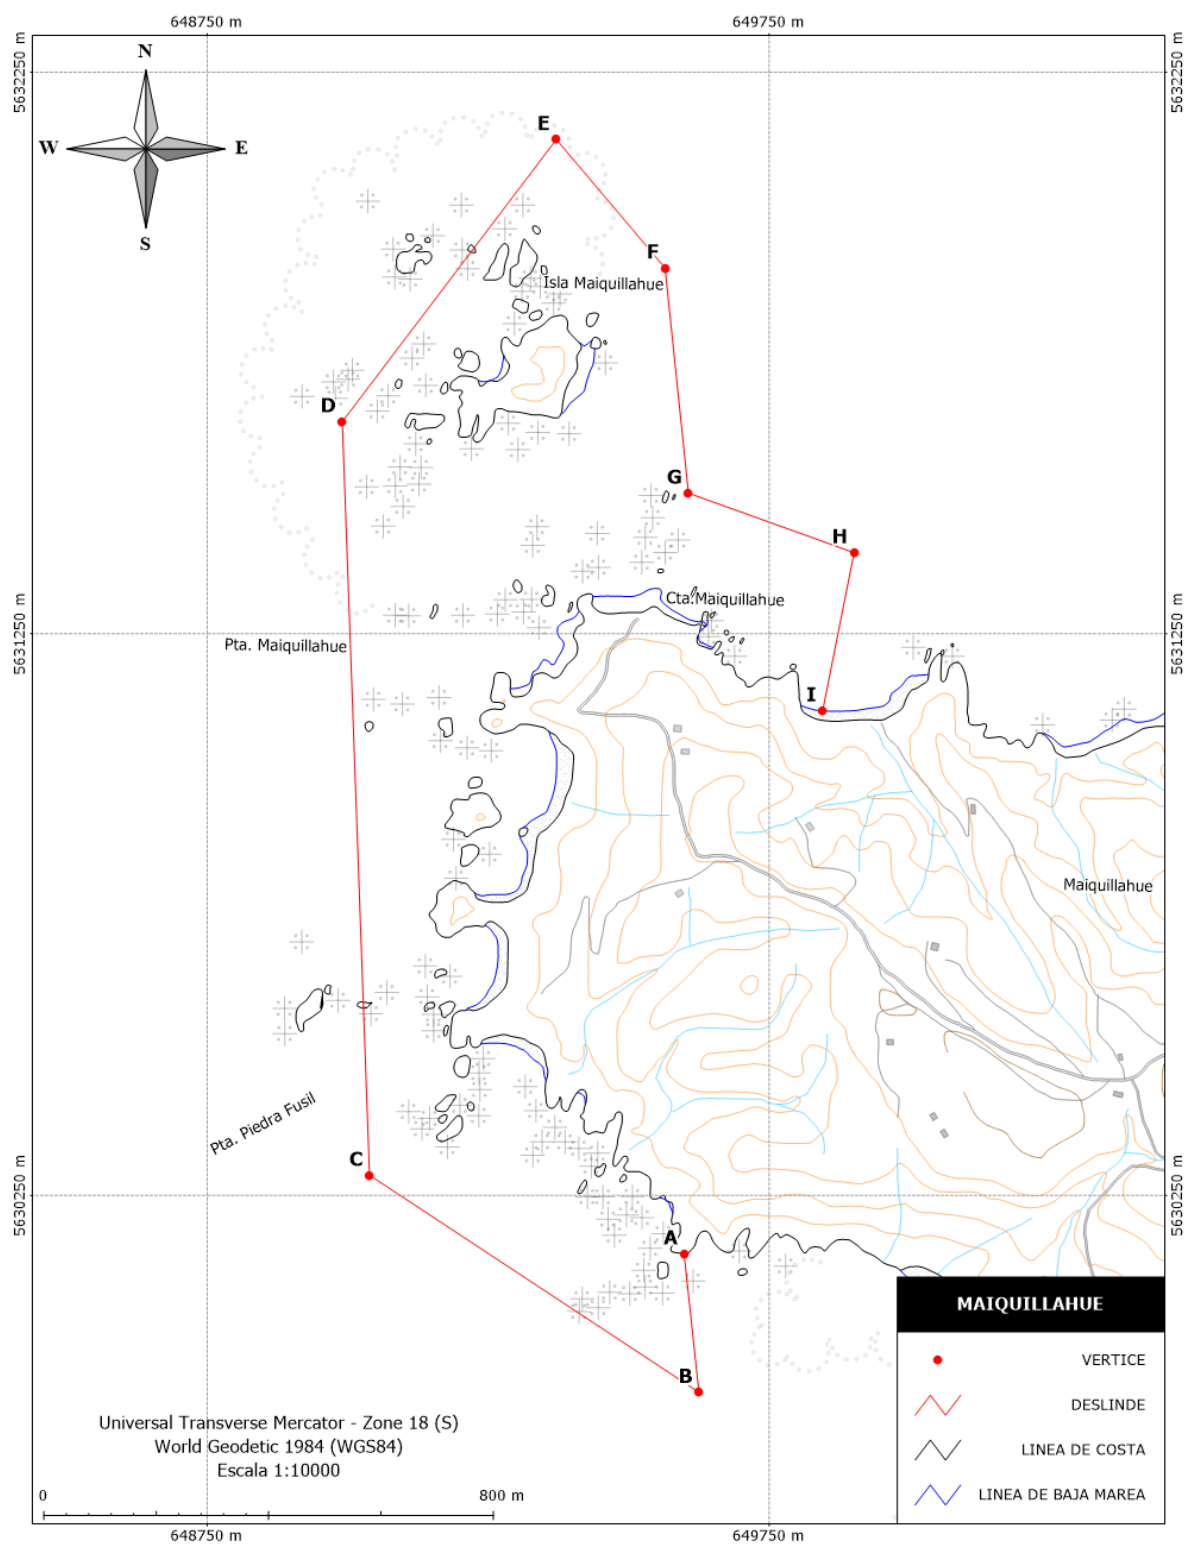 648750 m
649750 m
5632250 m
5632250 m
N
W
E
S
E
F
Isla Maiquillahue
D
G
H
Cta.Maiquillahue
5631250 m
5631250 m
Pta. Maiquillahue
I
Maiquillahue
Pta. Piedra Fusil
C
5630250 m
5630250 m
A
B
MAIQUILLAHUE
VERTICE
DESLINDE
LINEA DE COSTA
LINEA DE BAJA MAREA
Universal Transverse Mercator - Zone 18 (S)
World Geodetic 1984 (WGS84)
Escala 1:10000
0
800 m
648750 m
649750 m